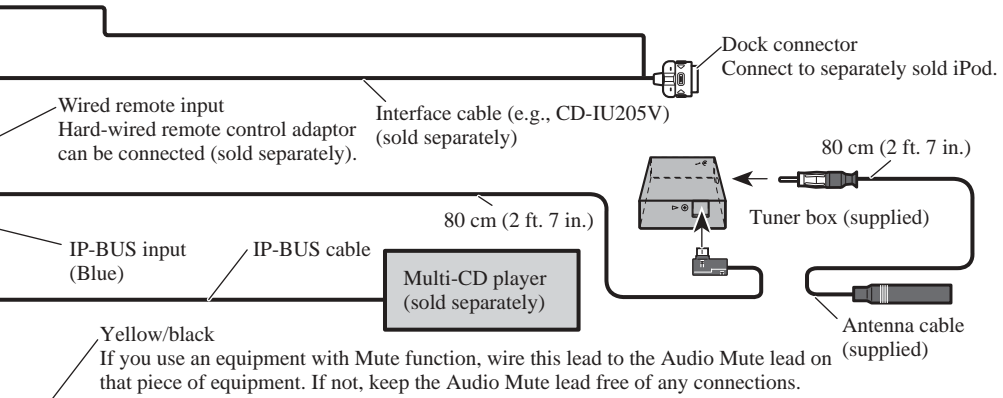 Dock connector
Connect to separately sold iPod.
Wired remote input
Hard-wired remote control adaptor
can be connected (sold separately).
Interface cable (e.g., CD-IU205V)
(sold separately)
80 cm (2 ft. 7 in.)
80 cm (2 ft. 7 in.)
Tuner box (supplied)
IP-BUS input
(Blue)
IP-BUS cable
Multi-CD player
(sold separately)
Antenna cable
(supplied)
Yellow/black
If you use an equipment with Mute function, wire this lead to the Audio Mute lead on
that piece of equipment. If not, keep the Audio Mute lead free of any connections.